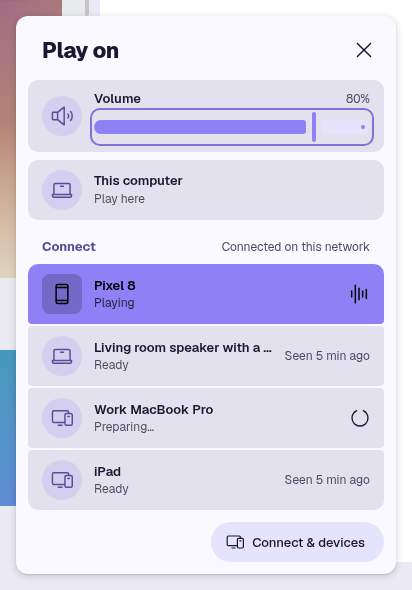 Play on
Volume 80%
This computer
Play here
Connect Connected on this network
Pixel 8
Playing
Living room speaker with a ... Seen 5 min ago
Ready
Work MacBook Pro
Preparing...
iPad Seen 5 min ago
Ready
Connect & devices